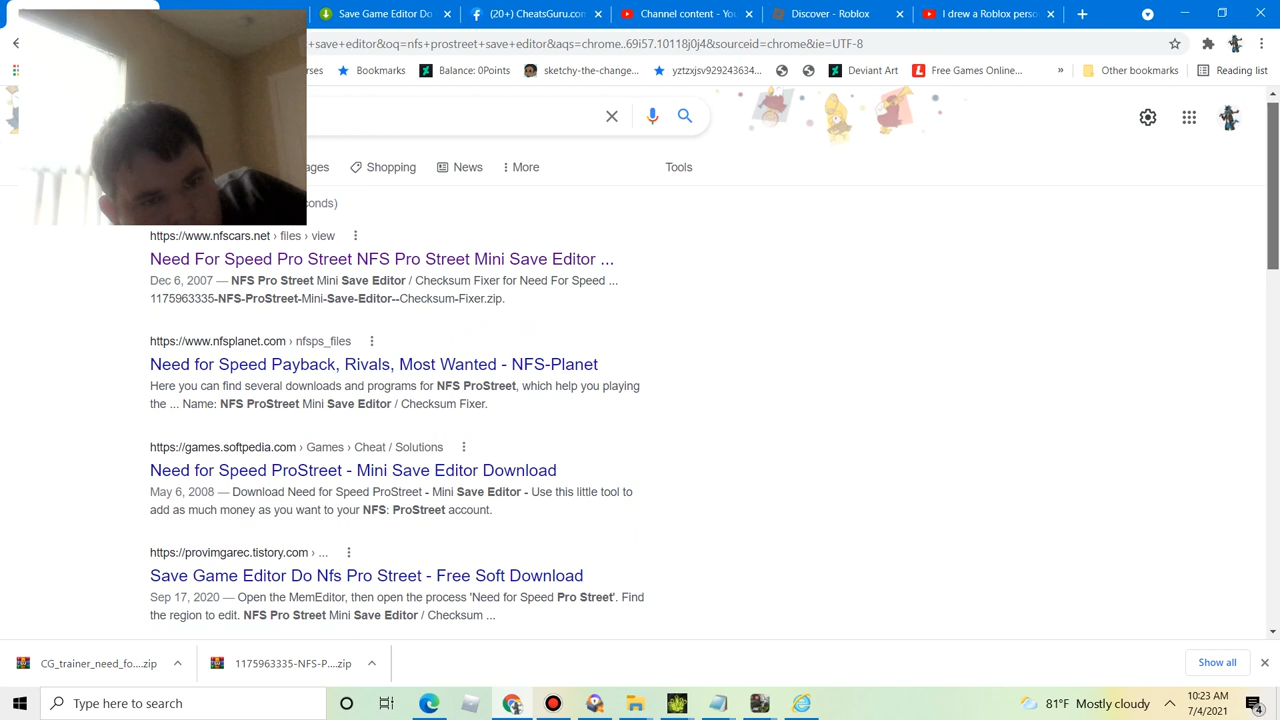 Save Game Editor Do
(20+) CheatsGuru.com
Channel content - You
Discover - Roblox
I drew a Roblox perso
save editor&oq=nfs+prostreet+save+editor&aqs=chrome..69i57.10118j0j4&sourceid=chrome&ie=UTF-8
rses
Bookmarks
Balance: 0Points
sketchy-the-change...
yztzxjsv929243634...
Deviant Art
Free Games Online...
»
Other bookmarks
Reading list
ages
Shopping
News
More
Tools
conds)
https://www.nfscars.net › files › view
Need For Speed Pro Street NFS Pro Street Mini Save Editor ...
Dec 6, 2007 — NFS Pro Street Mini Save Editor / Checksum Fixer for Need For Speed ...
1175963335-NFS-ProStreet-Mini-Save-Editor--Checksum-Fixer.zip.
https://www.nfsplanet.com › nfsps_files
Need for Speed Payback, Rivals, Most Wanted - NFS-Planet
Here you can find several downloads and programs for NFS ProStreet, which help you playing
the ... Name: NFS ProStreet Mini Save Editor / Checksum Fixer.
https://games.softpedia.com › Games › Cheat / Solutions
Need for Speed ProStreet - Mini Save Editor Download
May 6, 2008 — Download Need for Speed ProStreet - Mini Save Editor - Use this little tool to
add as much money as you want to your NFS: ProStreet account.
https://provimgarec.tistory.com › ...
Save Game Editor Do Nfs Pro Street - Free Soft Download
Sep 17, 2020 — Open the MemEditor, then open the process 'Need for Speed Pro Street'. Find
the region to edit. NFS Pro Street Mini Save Editor / Checksum ...
CG_trainer_need_fo....zip
1175963335-NFS-P....zip
Show all
Type here to search
81°F Mostly cloudy
10:23 AM
7/4/2021
4